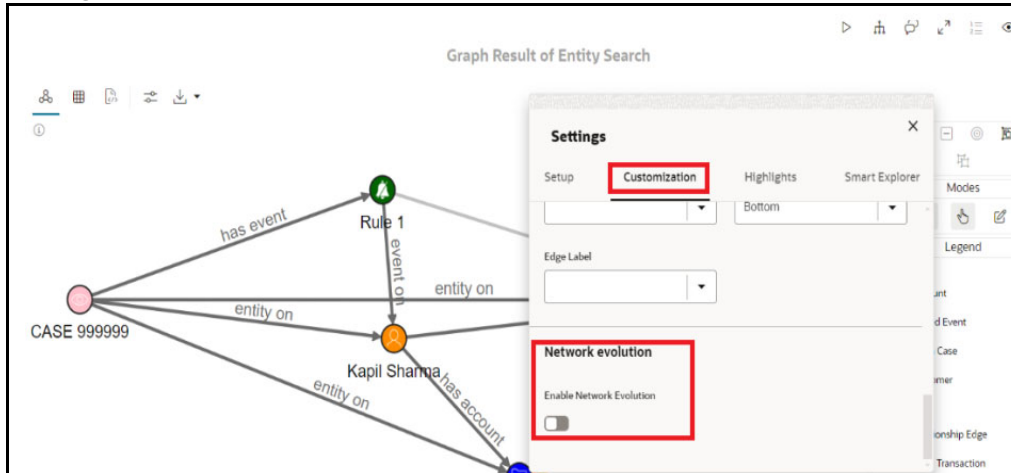 Graph Result of Entity Search
Settings
Setup
Customization
Highlights
Smart Explorer
Bottom
Edge Label
Network evolution
Enable Network Evolution
has event
Rule 1
event on
entity on
entity on
CASE 999999
Kapil Sharma
entity on
has account
Modes
Legend
unt
d Event
Case
mer
onship Edge
Transaction